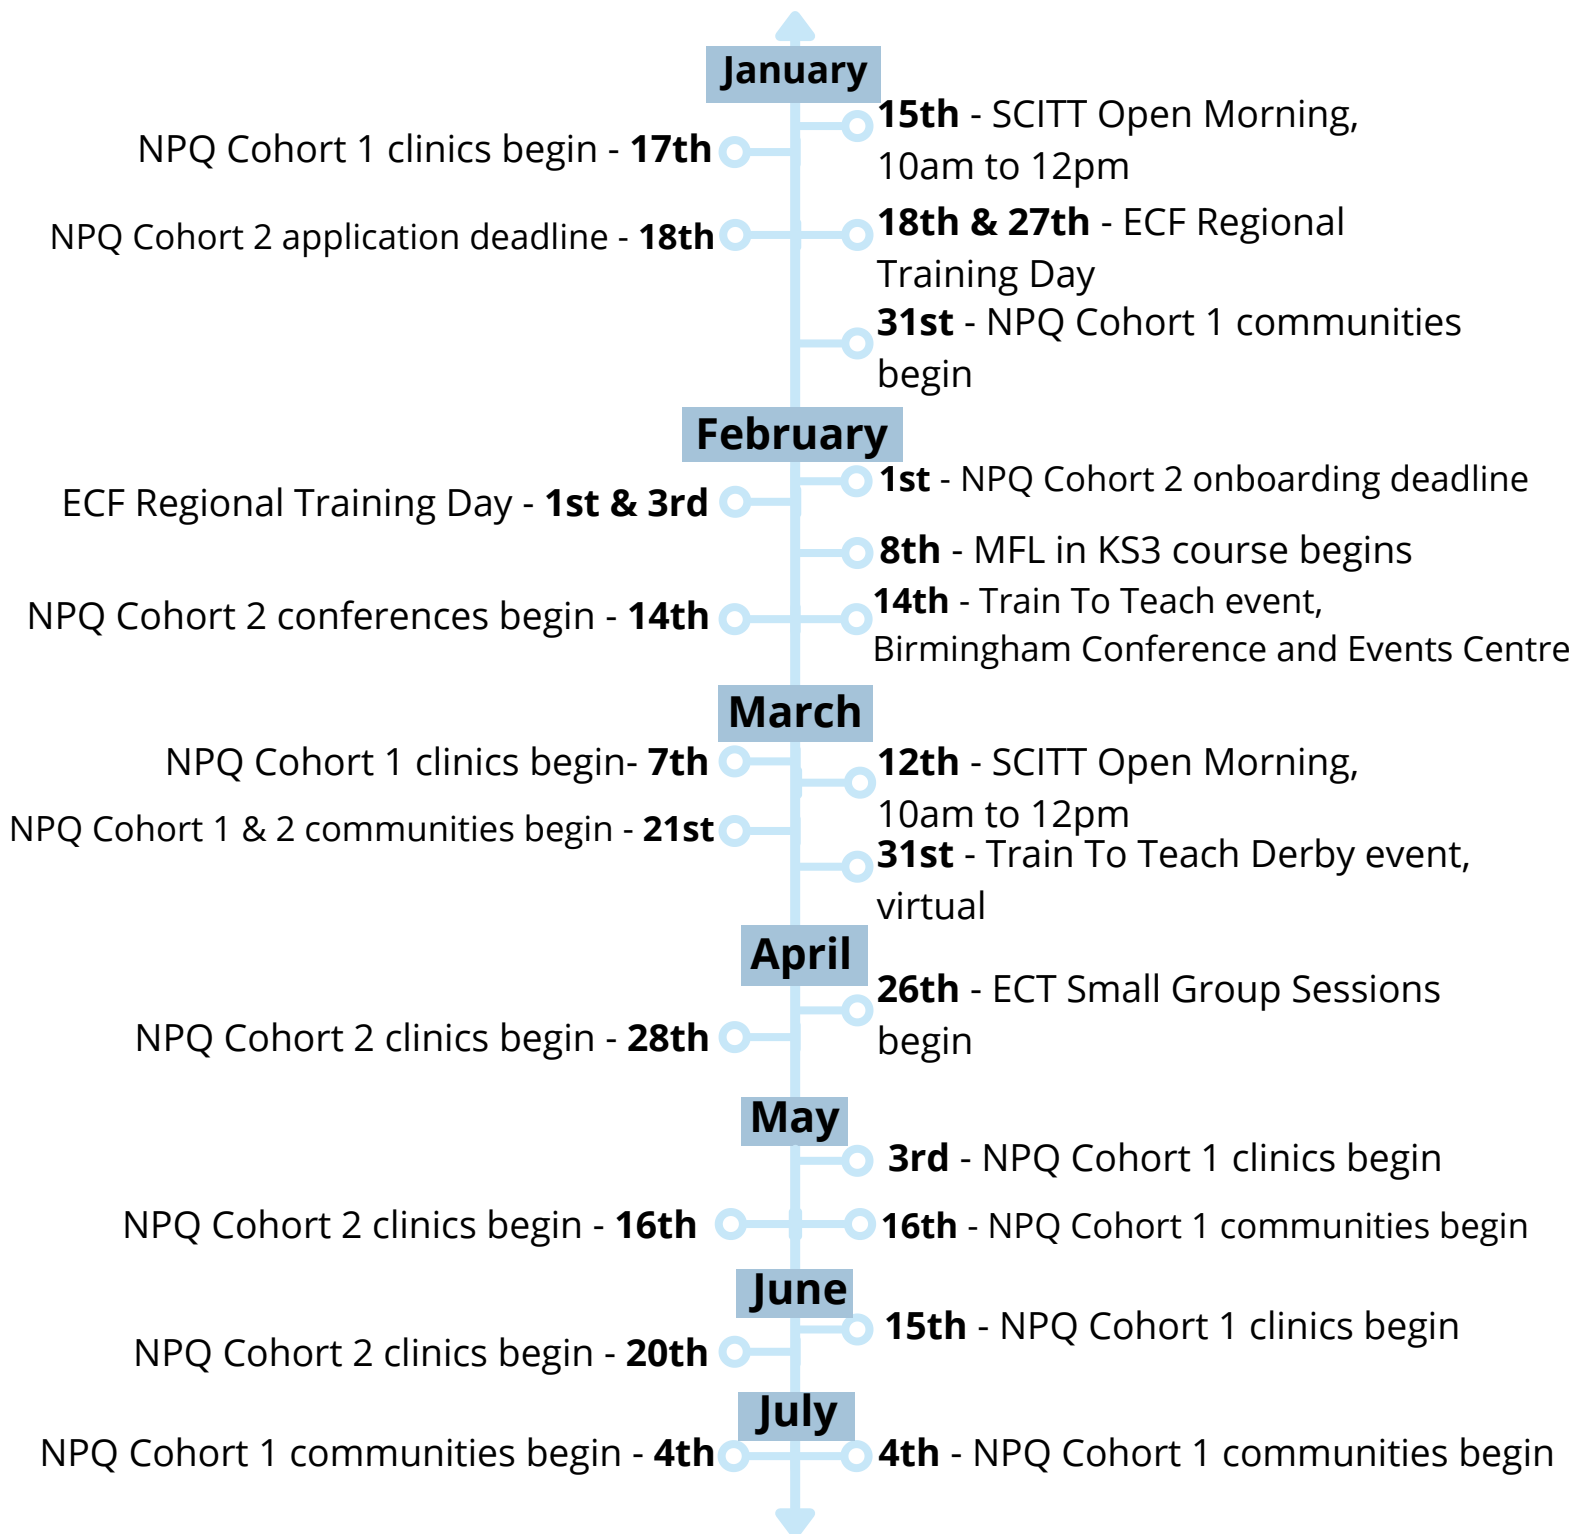 January
15th - SCITT Open Morning,
10am to 12pm
NPQ Cohort 1 clinics begin - 17th
NPQ Cohort 2 application deadline - 18th
18th & 27th - ECF Regional
Training Day
31st - NPQ Cohort 1 communities
begin
February
1st - NPQ Cohort 2 onboarding deadline
ECF Regional Training Day - 1st & 3rd
8th - MFL in KS3 course begins
NPQ Cohort 2 conferences begin - 14th
14th - Train To Teach event,
Birmingham Conference and Events Centre
March
NPQ Cohort 1 clinics begin- 7th
12th - SCITT Open Morning,
10am to 12pm
NPQ Cohort 1 & 2 communities begin - 21st
31st - Train To Teach Derby event,
virtual
April
26th - ECT Small Group Sessions
begin
NPQ Cohort 2 clinics begin - 28th
May
3rd - NPQ Cohort 1 clinics begin
NPQ Cohort 2 clinics begin - 16th
16th - NPQ Cohort 1 communities begin
June
15th - NPQ Cohort 1 clinics begin
NPQ Cohort 2 clinics begin - 20th
July
NPQ Cohort 1 communities begin - 4th
4th - NPQ Cohort 1 communities begin